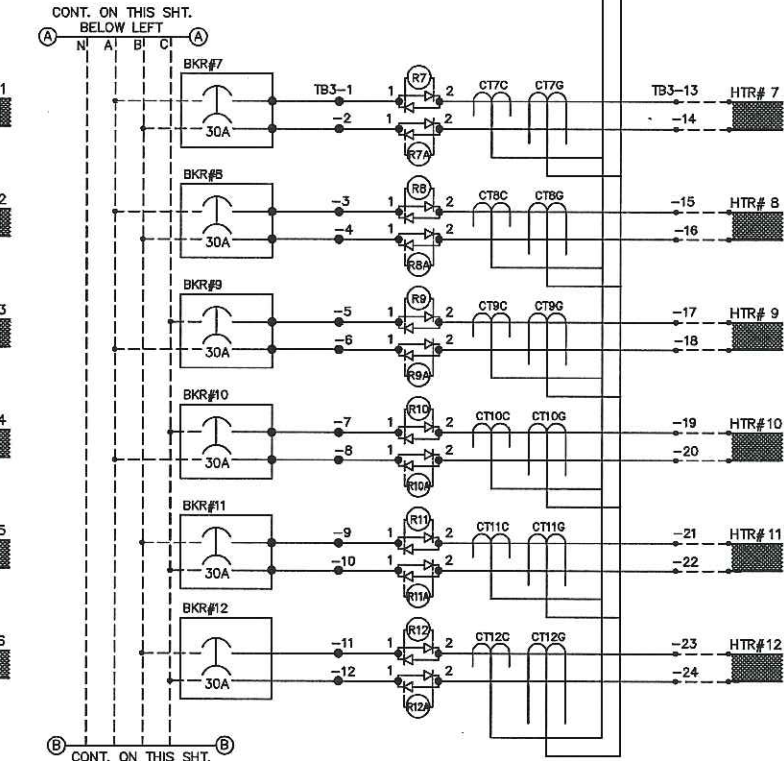 CONT. ON THIS SHT.
BELOW LEFT
A A
N A B C
BKR#7
30A
TB3-1
-2
1 R7 2
1 R7A 2
CT7C CT7G
TB3-13
-14
HTR# 7
1
BKR#8
30A
-3
-4
1 R8 2
1 R8A 2
CT8C CT8G
-15
-16
HTR# 8
2
BKR#9
30A
-5
-6
1 R9 2
1 R9A 2
CT9C CT9G
-17
-18
HTR# 9
3
BKR#10
30A
-7
-8
1 R10 2
1 R10A 2
CT10C CT10G
-19
-20
HTR#10
4
BKR#11
30A
-9
-10
1 R11 2
1 R11A 2
CT11C CT11G
-21
-22
HTR# 11
5
BKR#12
30A
-11
-12
1 R12 2
1 R12A 2
CT12C CT12G
-23
-24
HTR#12
6
B B
CONT. ON THIS SHT.